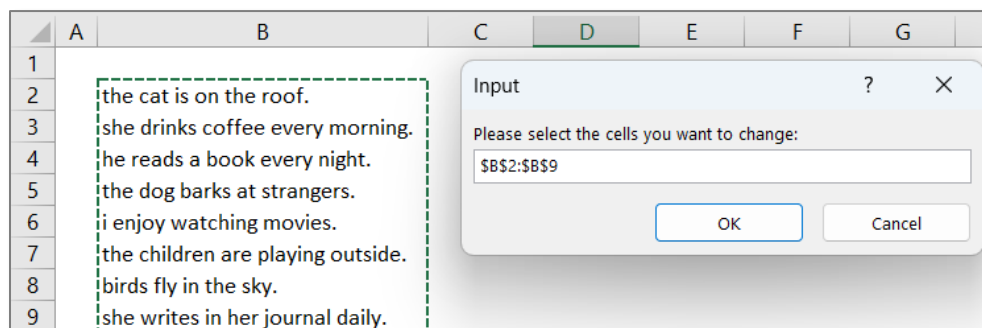 A B C D E F G
1
2 the cat is on the roof.
3 she drinks coffee every morning.
4 he reads a book every night.
5 the dog barks at strangers.
6 i enjoy watching movies.
7 the children are playing outside.
8 birds fly in the sky.
9 she writes in her journal daily.
Input ?
Please select the cells you want to change:
$B$2:$B$9
OK Cancel